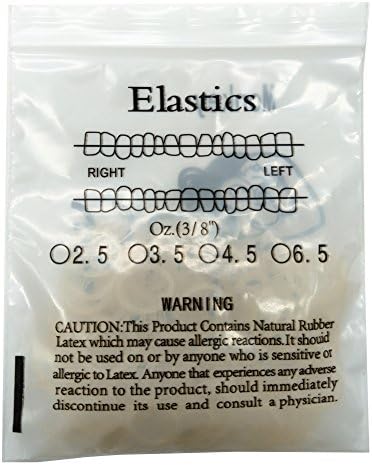 Elastics
RIGHT LEFT
Oz.(3/8")
2.5 3.5 4.5 6.5
WARNING
CAUTION:This Product Contains Natural Rubber
Latex which may cause allergic reactions.It should
not be used on or by anyone who is sensitive or
allergic to Latex. Anyone that experiences any adverse
reaction to the product, should immediately
discontinue its use and consult a physician.